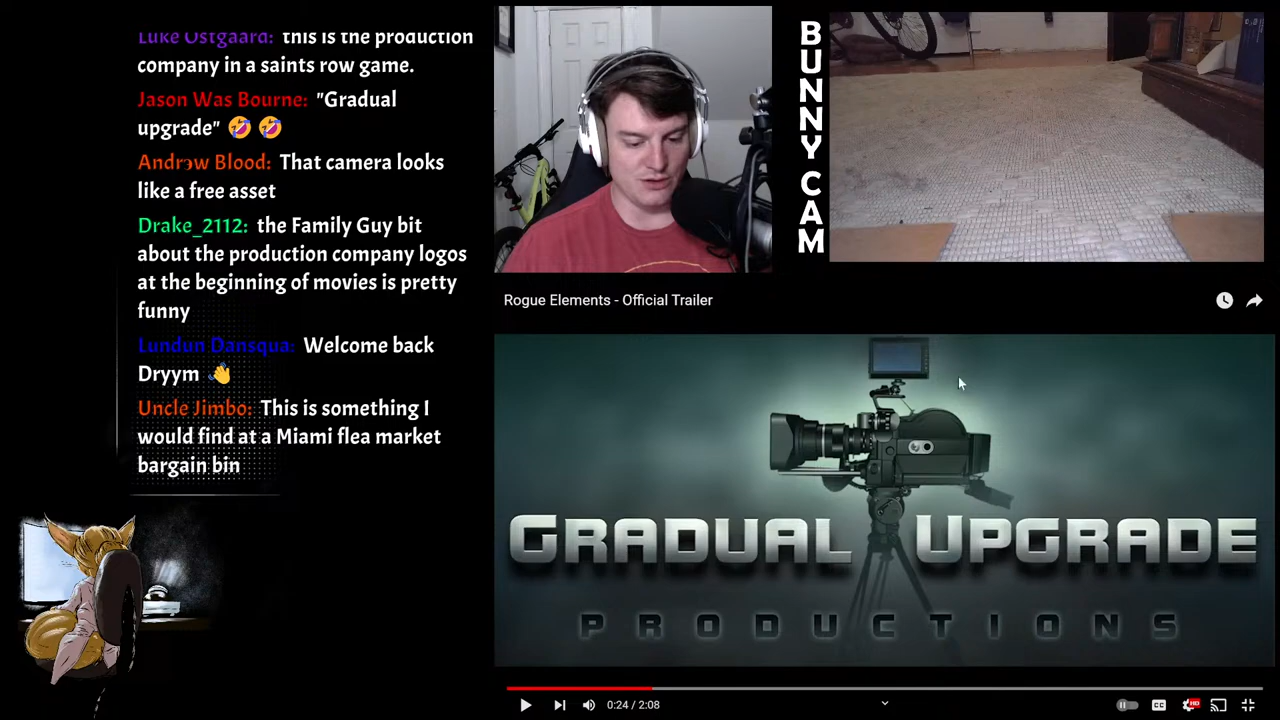 Luke Ostgaard: this is the production
company in a saints row game.
Jason Was Bourne: "Gradual
upgrade" 🤣 🤣
Andrэw Blood: That camera looks
like a free asset
Drake_2112: the Family Guy bit
about the production company logos
at the beginning of movies is pretty
funny
Lundun Dansqua: Welcome back
Dryym 👋
Uncle Jimbo: This is something I
would find at a Miami flea market
bargain bin
BUNNY CAM
Rogue Elements - Official Trailer
GRADUAL UPGRADE
PRODUCTIONS
0:24 / 2:08
CC
HD